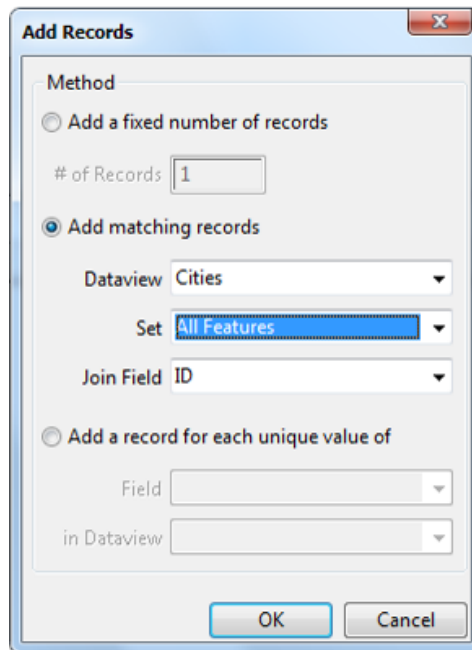 Add Records
Method
Add a fixed number of records
# of Records 1
Add matching records
Dataview Cities
Set All Features
Join Field ID
Add a record for each unique value of
Field
in Dataview
OK Cancel